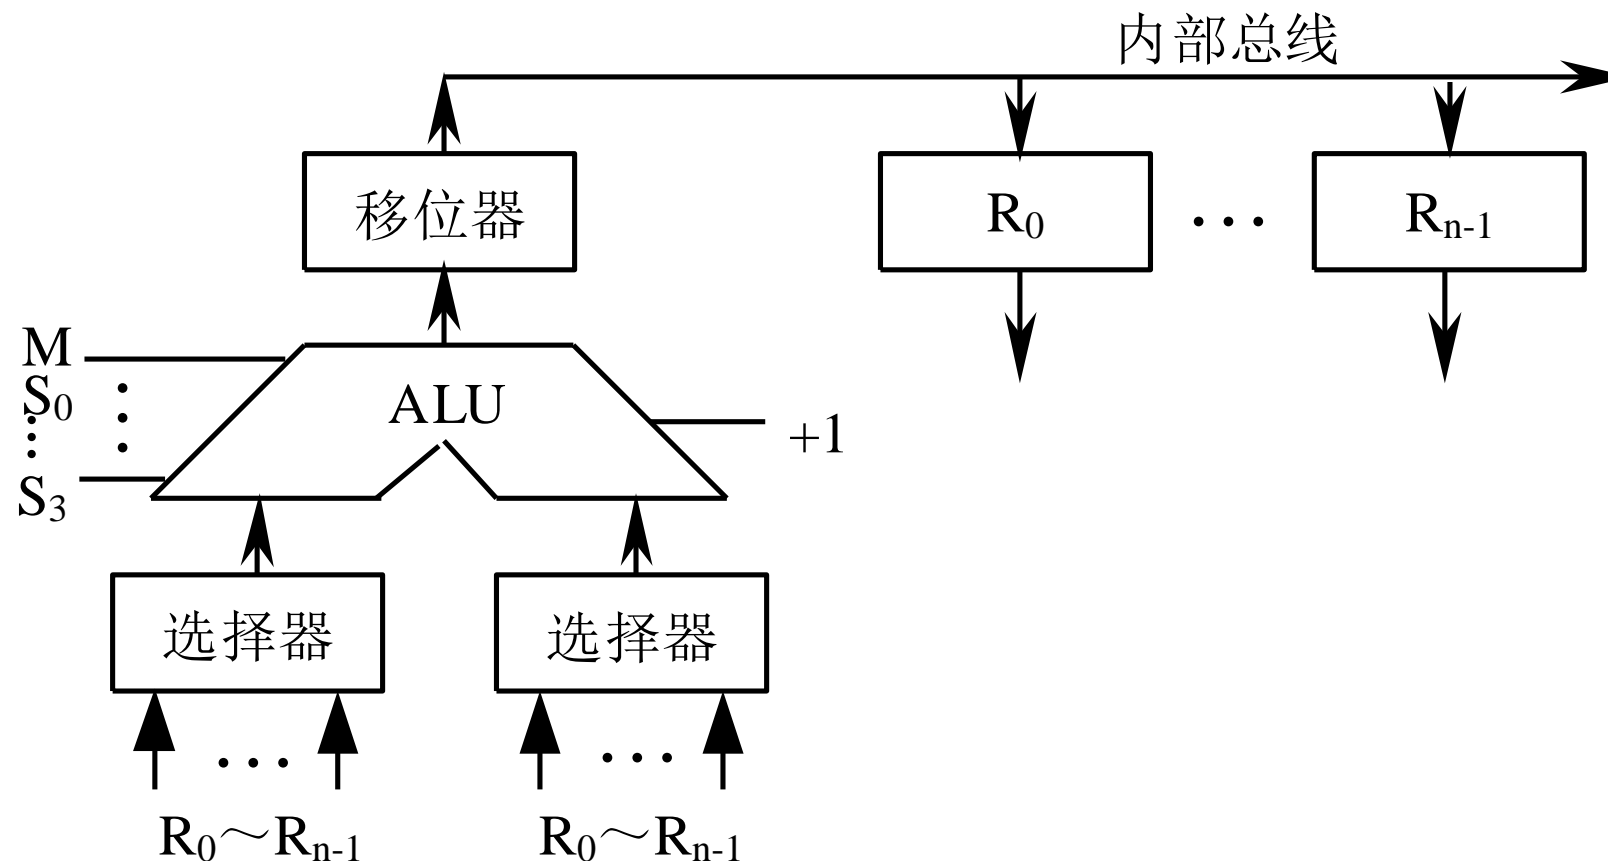 内部总线
移位器
R₀ … Rₙ₋₁
M
S₀
⋮ ⋮
S₃
ALU
+1
选择器 选择器
… …
R₀～Rₙ₋₁ R₀～Rₙ₋₁